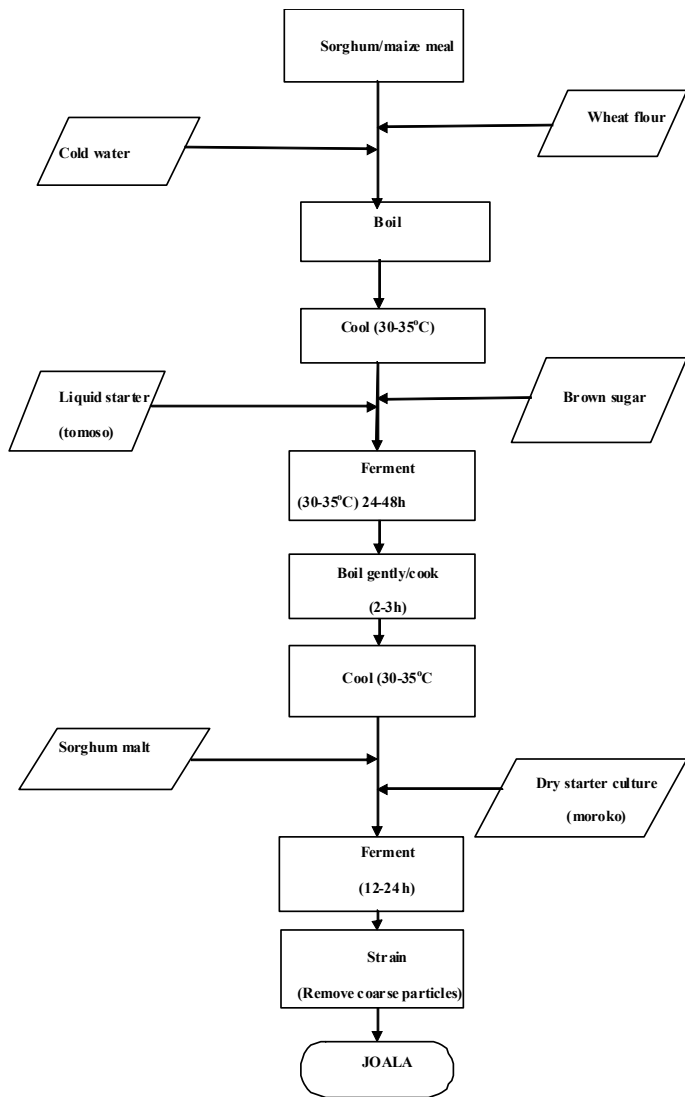 Sorghum/maize meal
Wheat flour
Cold water
Boil
Cool (30-35°C)
Liquid starter
(tomoso)
Brown sugar
Ferment
(30-35°C) 24-48h
Boil gently/cook
(2-3h)
Cool (30-35°C
Sorghum malt
Dry starter culture
(moroko)
Ferment
(12-24 h)
Strain
(Remove coarse particles)
JOALA